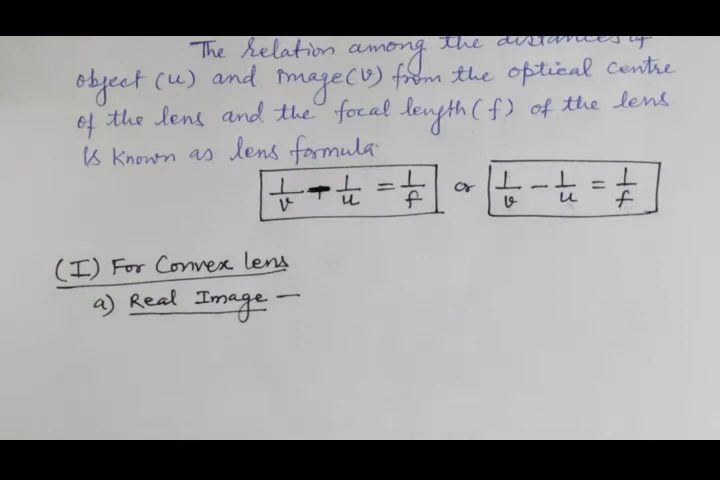 The relation among the distances of
object (u) and image (v) from the optical centre
of the lens and the focal length (f) of the lens
is known as lens formula.
1/v - 1/u = 1/f or 1/v - 1/u = 1/f
(I) For Convex lens
a) Real Image -